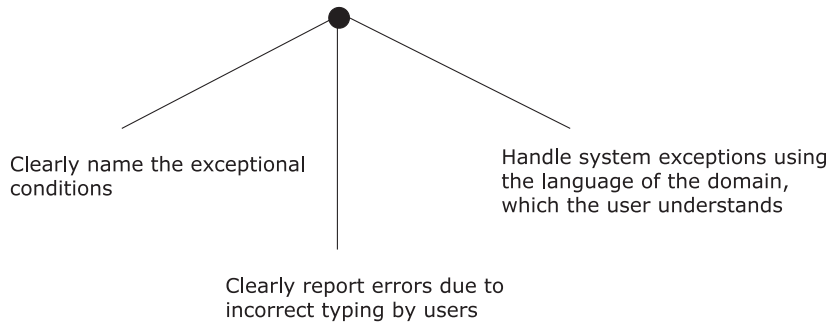 Clearly name the exceptional
conditions
Handle system exceptions using
the language of the domain,
which the user understands
Clearly report errors due to
incorrect typing by users